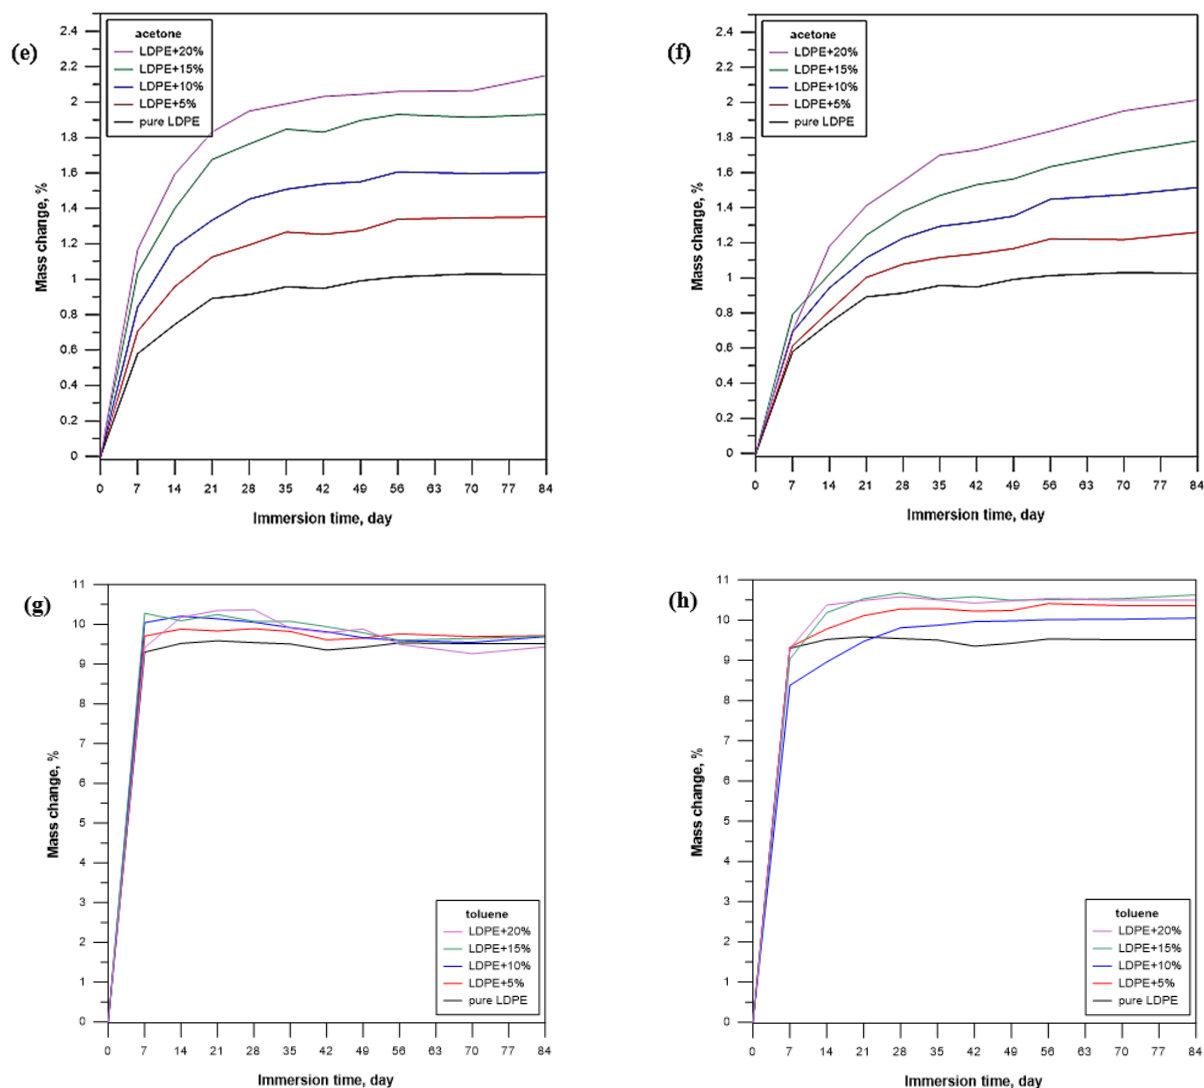 (e)
Mass change, %
2.4
2.2
2
1.8
1.6
1.4
1.2
1
0.8
0.6
0.4
0.2
0
acetone
LDPE+20%
LDPE+15%
LDPE+10%
LDPE+5%
pure LDPE
0 7 14 21 28 35 42 49 56 63 70 77 84
Immersion time, day
(f)
Mass change, %
2.4
2.2
2
1.8
1.6
1.4
1.2
1
0.8
0.6
0.4
0.2
0
acetone
LDPE+20%
LDPE+15%
LDPE+10%
LDPE+5%
pure LDPE
0 7 14 21 28 35 42 49 56 63 70 77 84
Immersion time, day
(g)
Mass change, %
11
10
9
8
7
6
5
4
3
2
1
0
toluene
LDPE+20%
LDPE+15%
LDPE+10%
LDPE+5%
pure LDPE
0 7 14 21 28 35 42 49 56 63 70 77 84
Immersion time, day
(h)
Mass change, %
11
10
9
8
7
6
5
4
3
2
1
0
toluene
LDPE+20%
LDPE+15%
LDPE+10%
LDPE+5%
pure LDPE
0 7 14 21 28 35 42 49 56 63 70 77 84
Immersion time, day